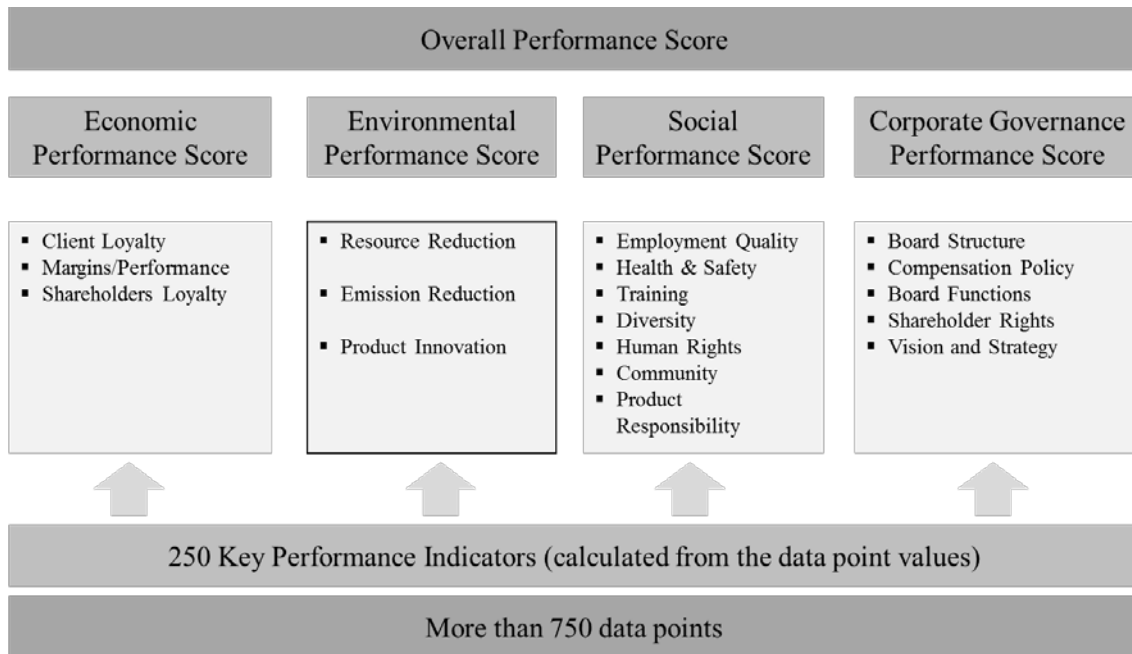 Overall Performance Score
Economic
Performance Score
Environmental
Performance Score
Social
Performance Score
Corporate Governance
Performance Score
▪ Client Loyalty
▪ Margins/Performance
▪ Shareholders Loyalty
▪ Resource Reduction
▪ Emission Reduction
▪ Product Innovation
▪ Employment Quality
▪ Health & Safety
▪ Training
▪ Diversity
▪ Human Rights
▪ Community
▪ Product
Responsibility
▪ Board Structure
▪ Compensation Policy
▪ Board Functions
▪ Shareholder Rights
▪ Vision and Strategy
250 Key Performance Indicators (calculated from the data point values)
More than 750 data points